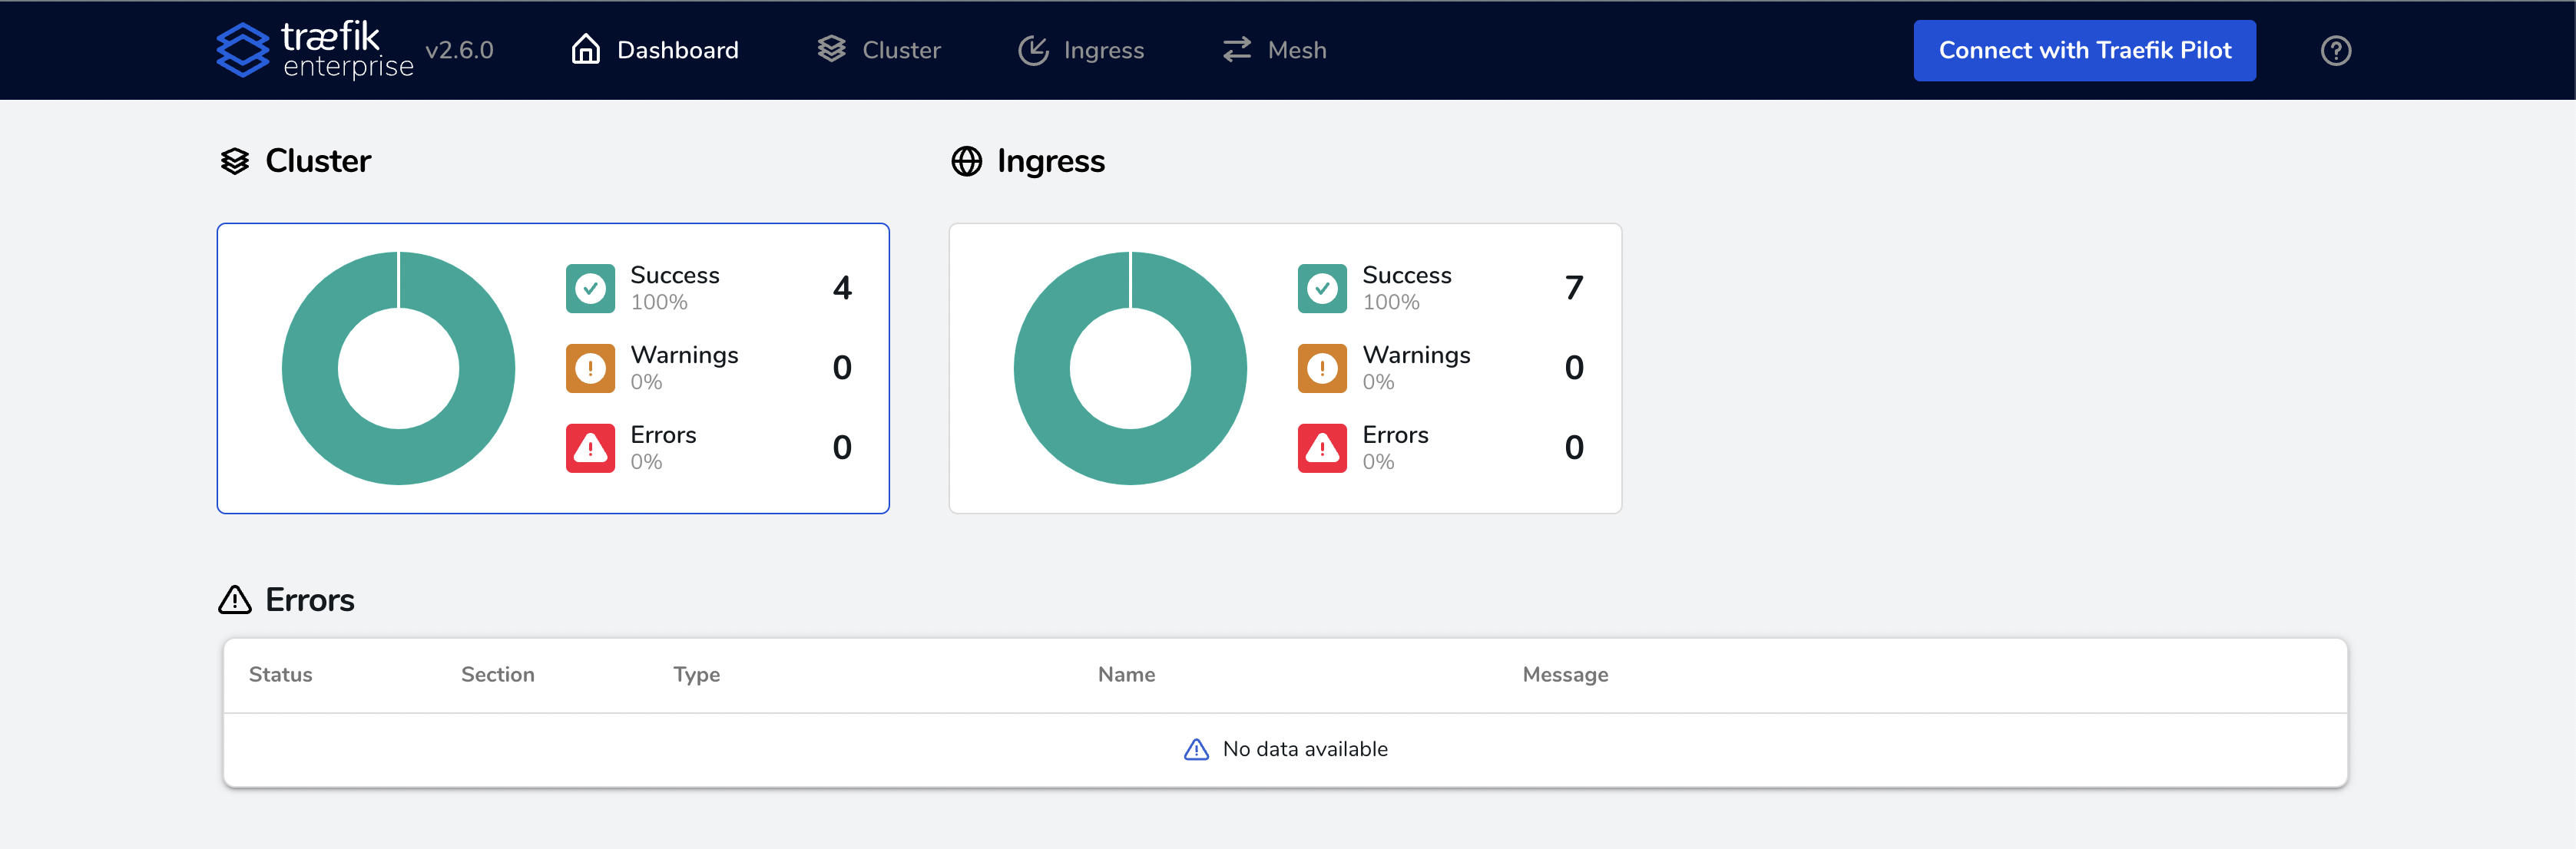 træfik
enterprise
v2.6.0
Dashboard
Cluster
Ingress
Mesh
Connect with Traefik Pilot
Cluster
Success
100%
4
Warnings
0%
0
Errors
0%
0
Ingress
Success
100%
7
Warnings
0%
0
Errors
0%
0
Errors
Status Section Type Name Message
No data available